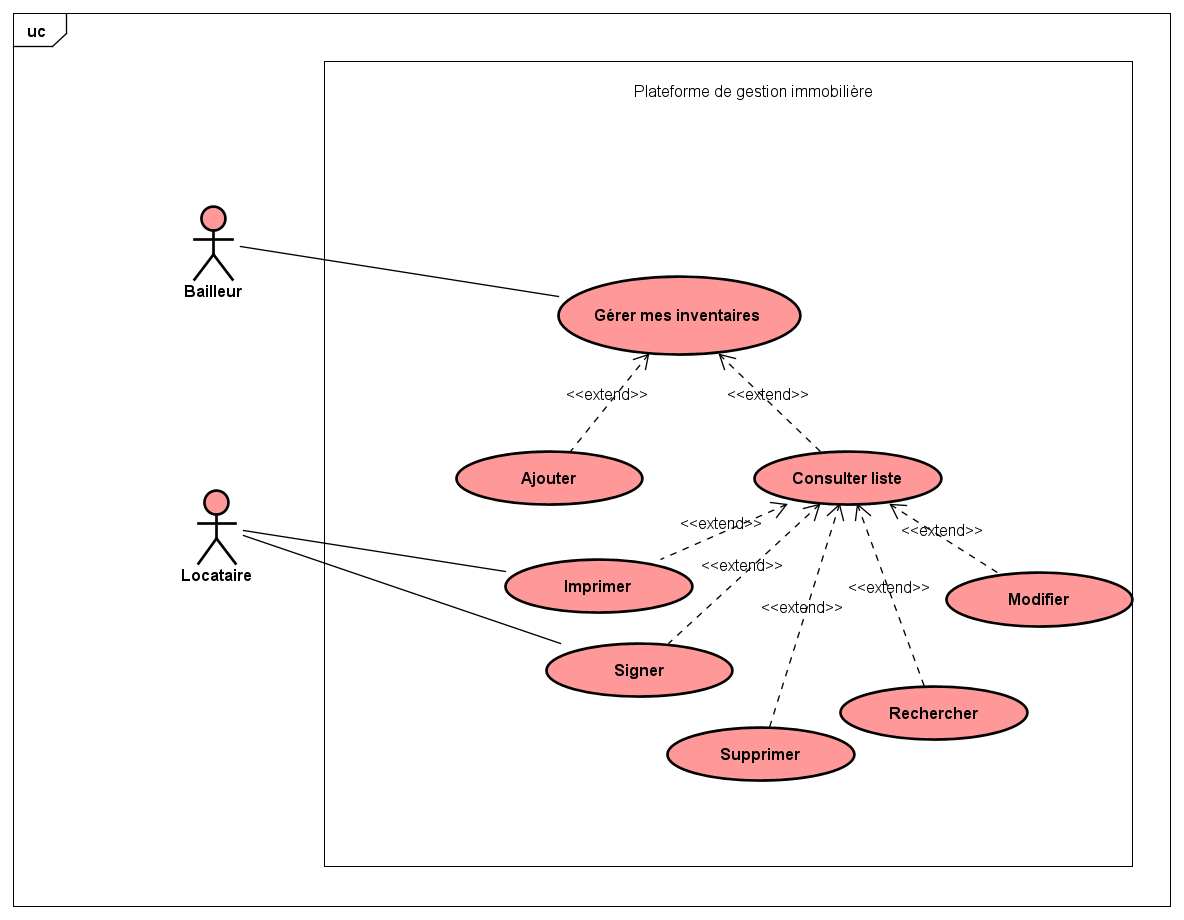 uc
Plateforme de gestion immobilière
Bailleur
Gérer mes inventaires
<<extend>>
<<extend>>
Ajouter
Consulter liste
<<extend>>
<<extend>>
<<extend>>
<<extend>>
<<extend>>
Locataire
Imprimer
Modifier
Signer
Rechercher
Supprimer